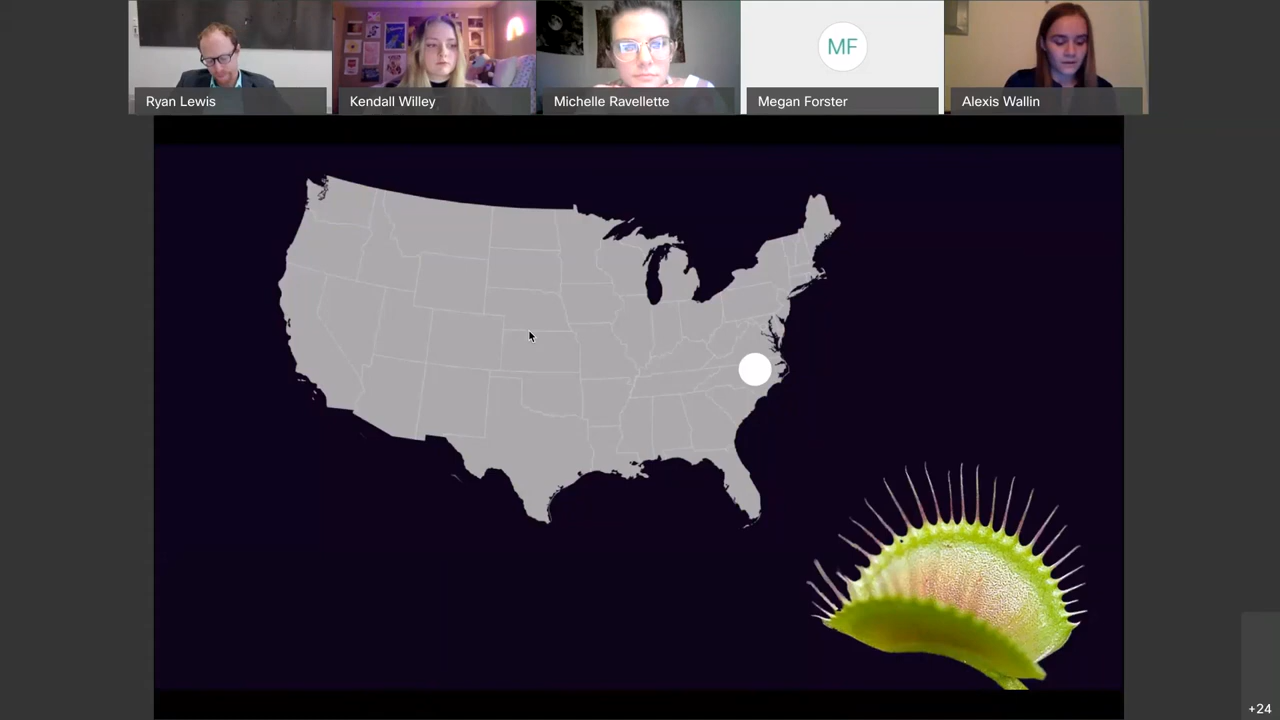 MF
Ryan Lewis
Kendall Willey
Michelle Ravellette
Megan Forster
Alexis Wallin
+24